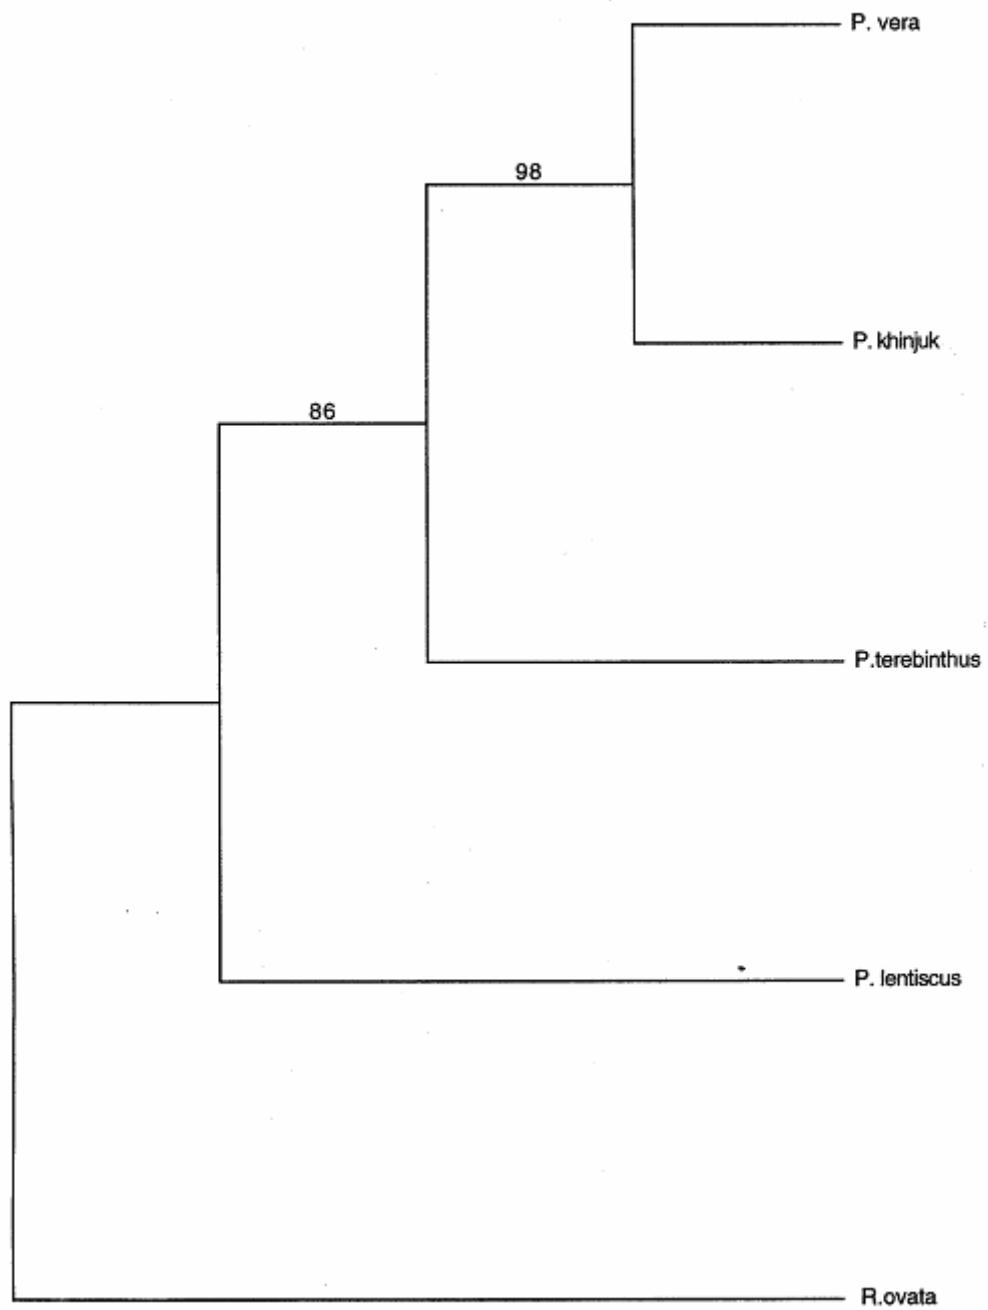 P. vera
98
P. khinjuk
86
P.terebinthus
P. lentiscus
R.ovata